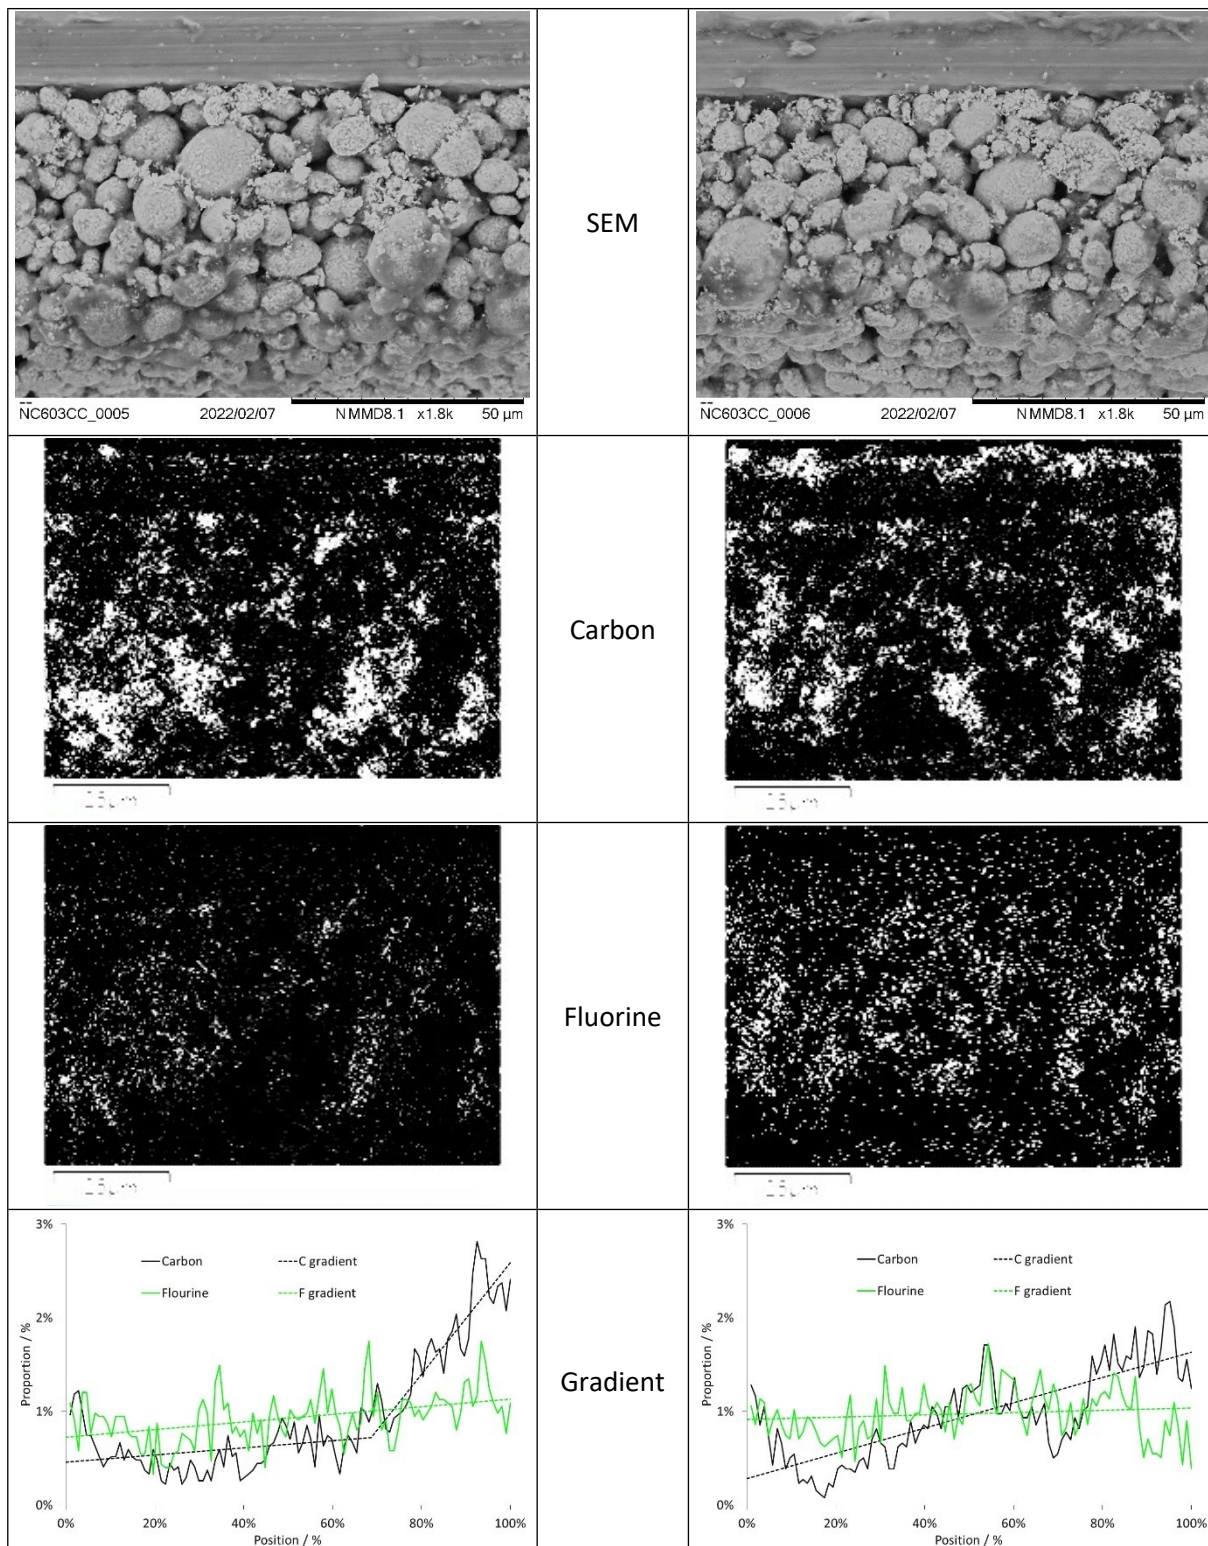 SEM
NC603CC_0005 2022/02/07 NMMD8.1 x1.8k 50 µm
NC603CC_0006 2022/02/07 NMMD8.1 x1.8k 50 µm
Carbon
Fluorine
Gradient
3%
2%
1%
0%
Proportion / %
Carbon
C gradient
Flourine
F gradient
0% 20% 40% 60% 80% 100%
Position / %
3%
2%
1%
0%
Proportion / %
Carbon
C gradient
Flourine
F gradient
0% 20% 40% 60% 80% 100%
Position / %